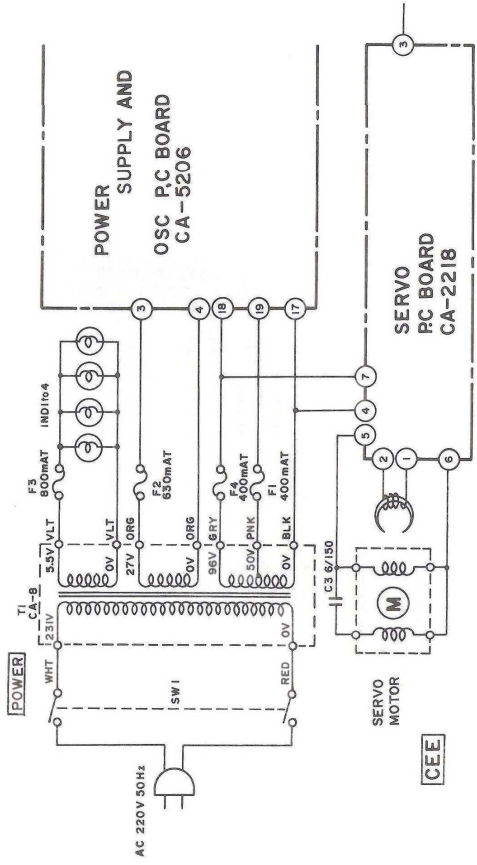 POWER
AC 220V 50Hz
SW1
WHT
RED
T1
CA-8
231V
0V
5.5V VLT
0V VLT
27V ORG
0V ORG
96V GRY
50V PNK
0V BLK
F3
800mAT
IND1to4
F2
630mAT
F4
400mAT
F1
400mAT
3
4
18
19
17
POWER
SUPPLY AND
OSC P.C BOARD
CA-5206
CEE
SERVO
MOTOR
M
C3 6/150
5
4
7
2
1
6
3
SERVO
P.C BOARD
CA-2218